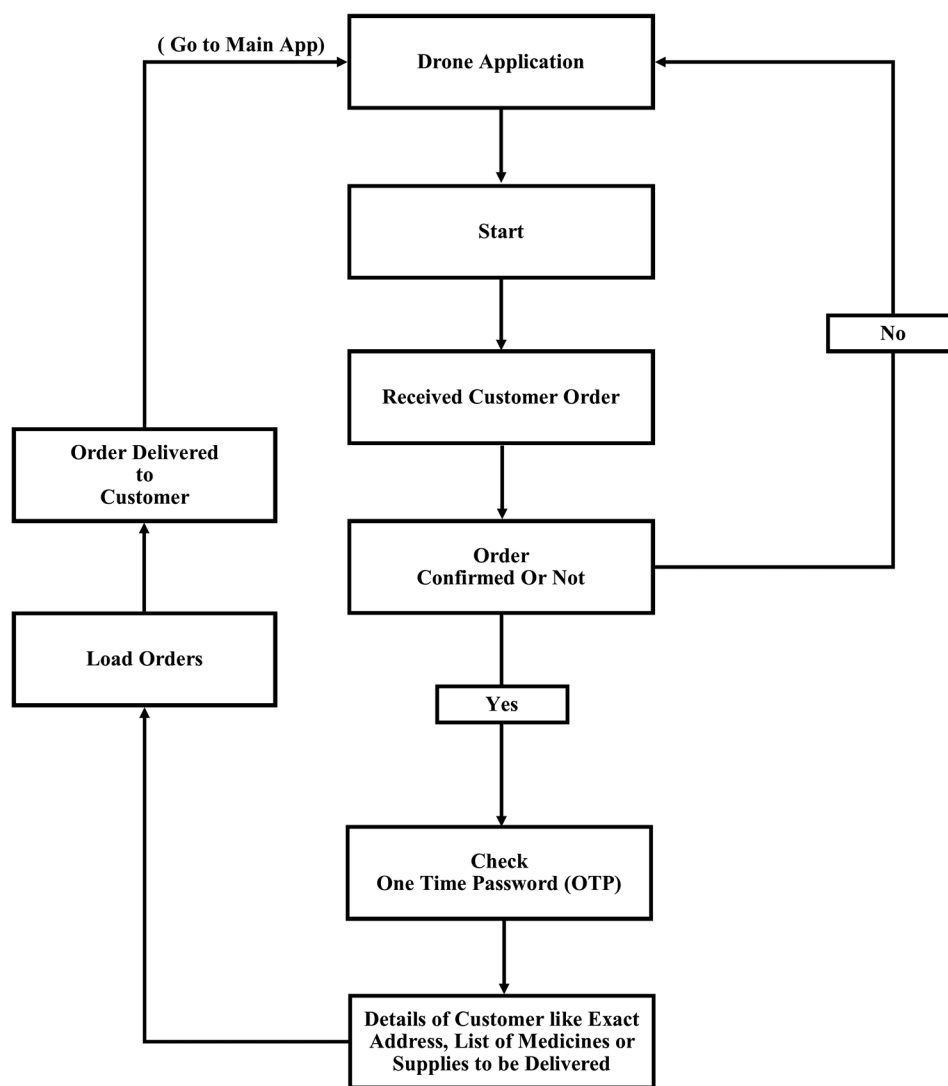 ( Go to Main App)
Drone Application
Start
No
Received Customer Order
Order Delivered
to
Customer
Order
Confirmed Or Not
Load Orders
Yes
Check
One Time Password (OTP)
Details of Customer like Exact
Address, List of Medicines or
Supplies to be Delivered